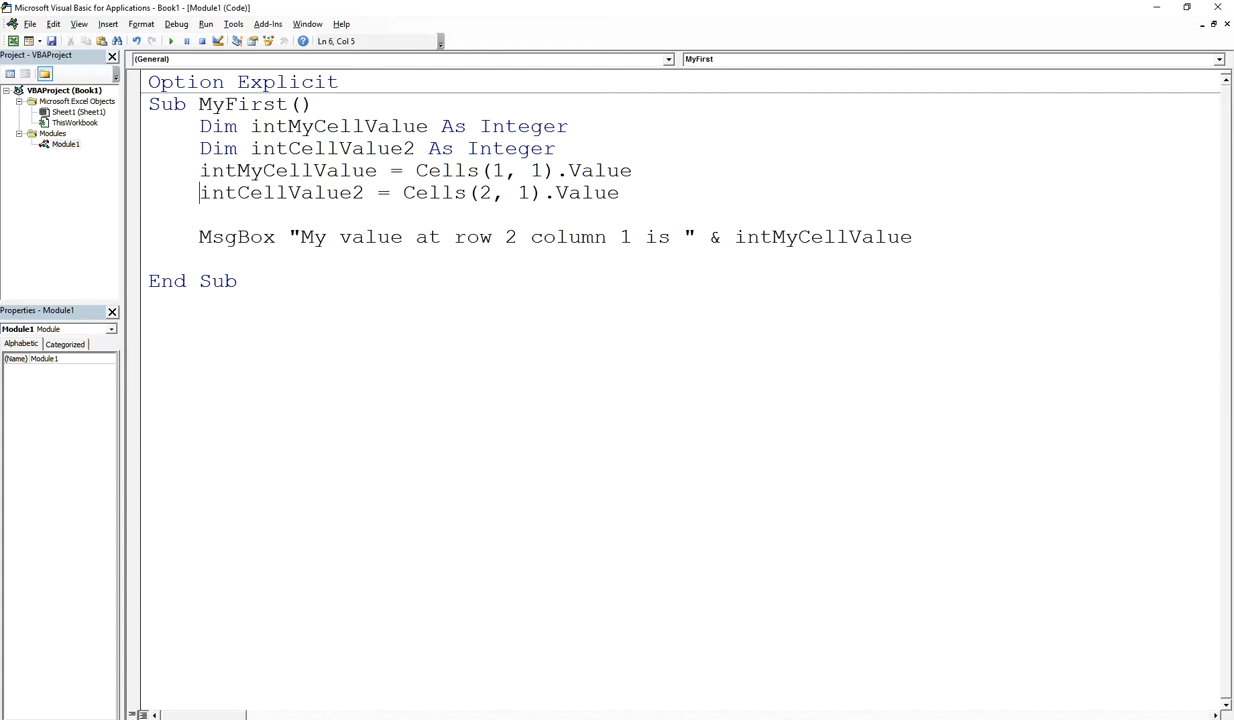 Microsoft Visual Basic for Applications - Book1 - [Module1 (Code)]
File Edit View Insert Format Debug Run Tools Add-Ins Window Help
Ln 6, Col 5
Project - VBAProject
(General) MyFirst
VBAProject (Book1)
Microsoft Excel Objects
Sheet1 (Sheet1)
ThisWorkbook
Modules
Module1
Option Explicit
Sub MyFirst()
Dim intMyCellValue As Integer
Dim intCellValue2 As Integer
intMyCellValue = Cells(1, 1).Value
intCellValue2 = Cells(2, 1).Value
MsgBox "My value at row 2 column 1 is " & intMyCellValue
End Sub
Properties - Module1
Module1 Module
Alphabetic Categorized
(Name) Module1